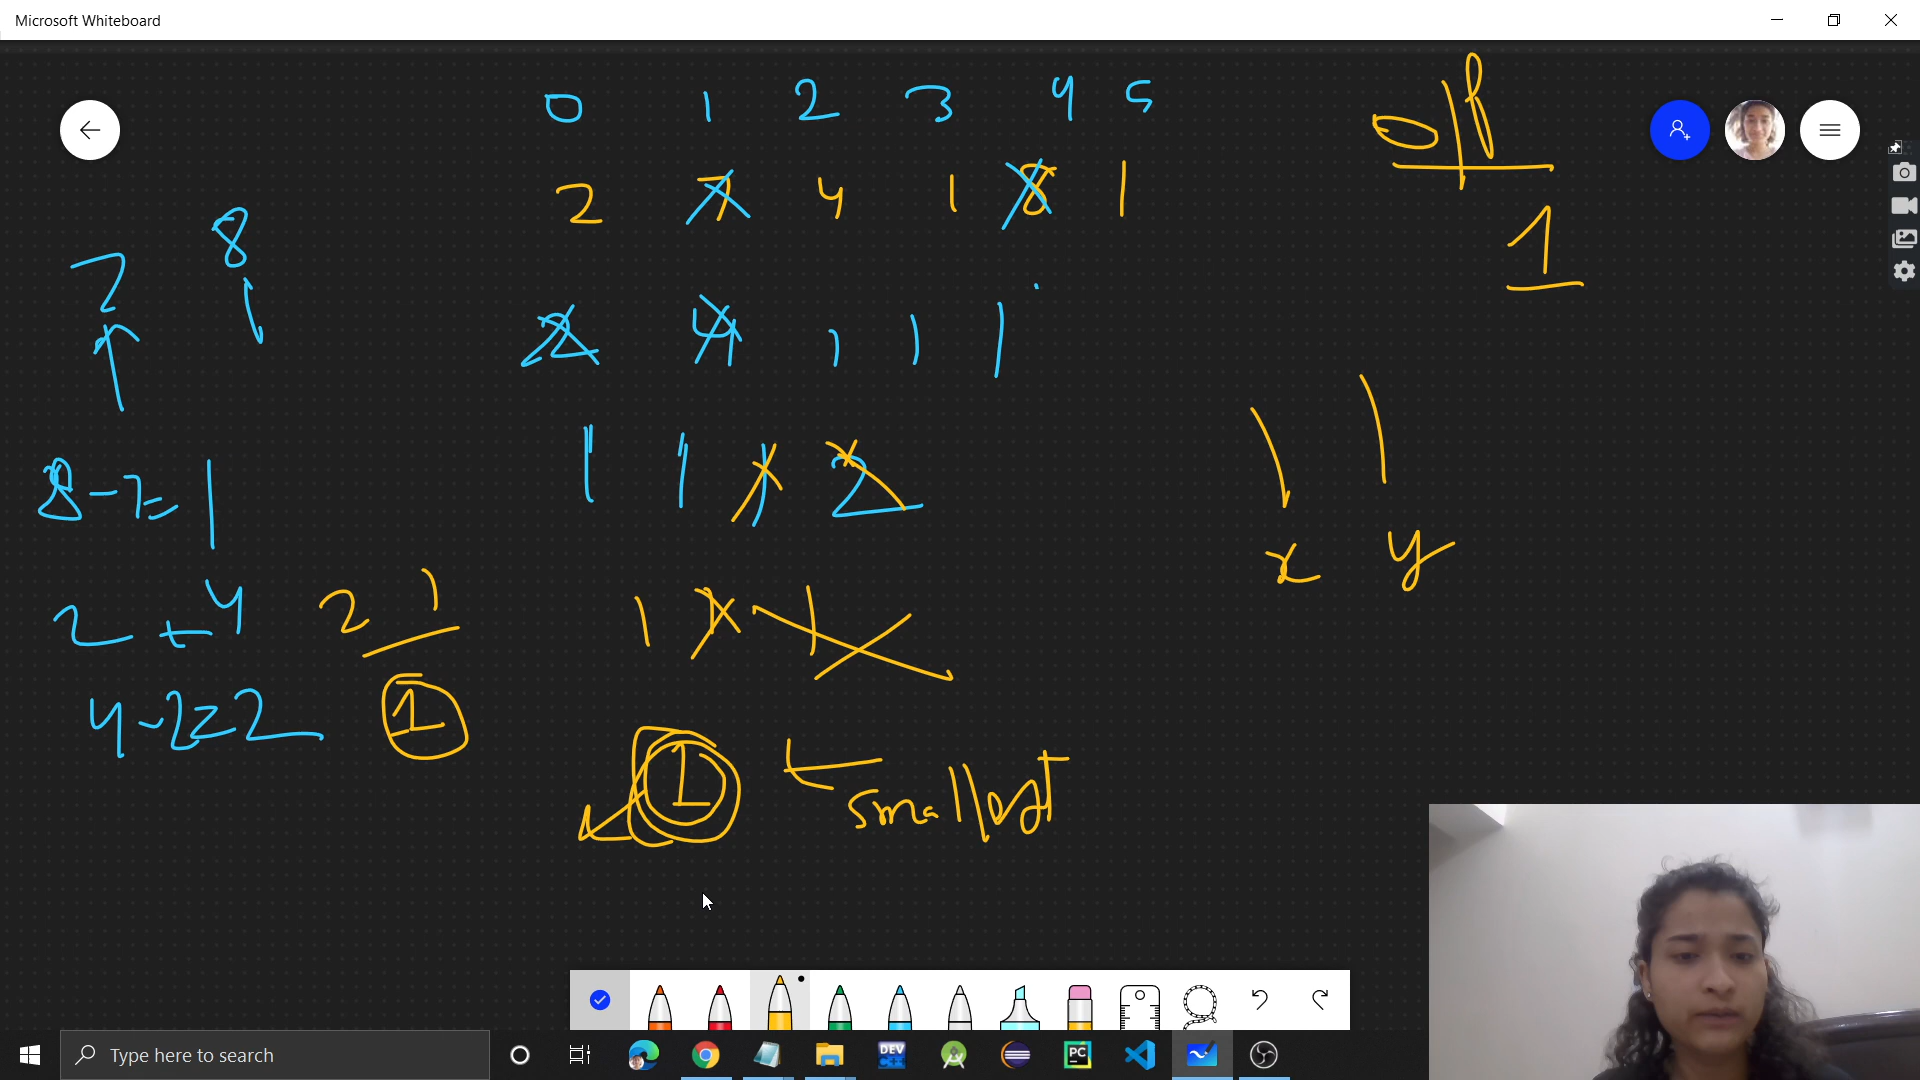 Microsoft Whiteboard
0 1 2 3 4 5
2 7 4 1 8 1
o/p
1
7 8
2 4 1 1 1
8-7=1
1 1 1 2
x y
2 4
2 1
1 1 1
4-2=2
1
1
smallest
DEV
C++
PC
Type here to search